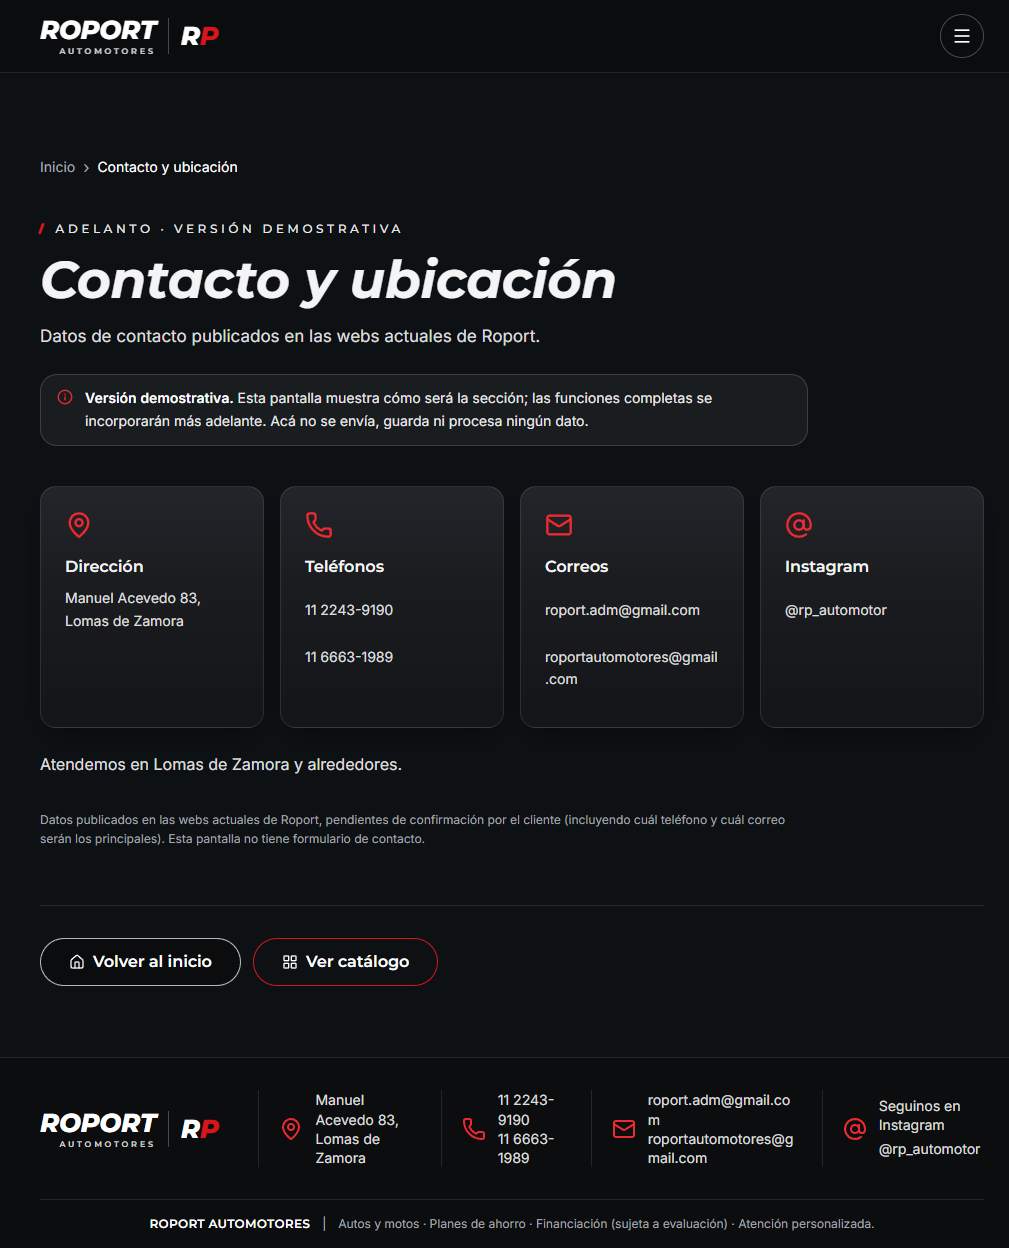 ROPORT
AUTOMOTORES
RP
Inicio › Contacto y ubicación
/ ADELANTO · VERSIÓN DEMOSTRATIVA
Contacto y ubicación
Datos de contacto publicados en las webs actuales de Roport.
Versión demostrativa. Esta pantalla muestra cómo será la sección; las funciones completas se
incorporarán más adelante. Acá no se envía, guarda ni procesa ningún dato.
Dirección
Manuel Acevedo 83,
Lomas de Zamora
Teléfonos
11 2243-9190
11 6663-1989
Correos
roport.adm@gmail.com
roportautomotores@gmail
.com
Instagram
@rp_automotor
Atendemos en Lomas de Zamora y alrededores.
Datos publicados en las webs actuales de Roport, pendientes de confirmación por el cliente (incluyendo cuál teléfono y cuál correo
serán los principales). Esta pantalla no tiene formulario de contacto.
Volver al inicio
Ver catálogo
ROPORT
AUTOMOTORES
RP
Manuel
Acevedo 83,
Lomas de
Zamora
11 2243-
9190
11 6663-
1989
roport.adm@gmail.co
m
roportautomotores@g
mail.com
Seguinos en
Instagram
@rp_automotor
ROPORT AUTOMOTORES | Autos y motos · Planes de ahorro · Financiación (sujeta a evaluación) · Atención personalizada.